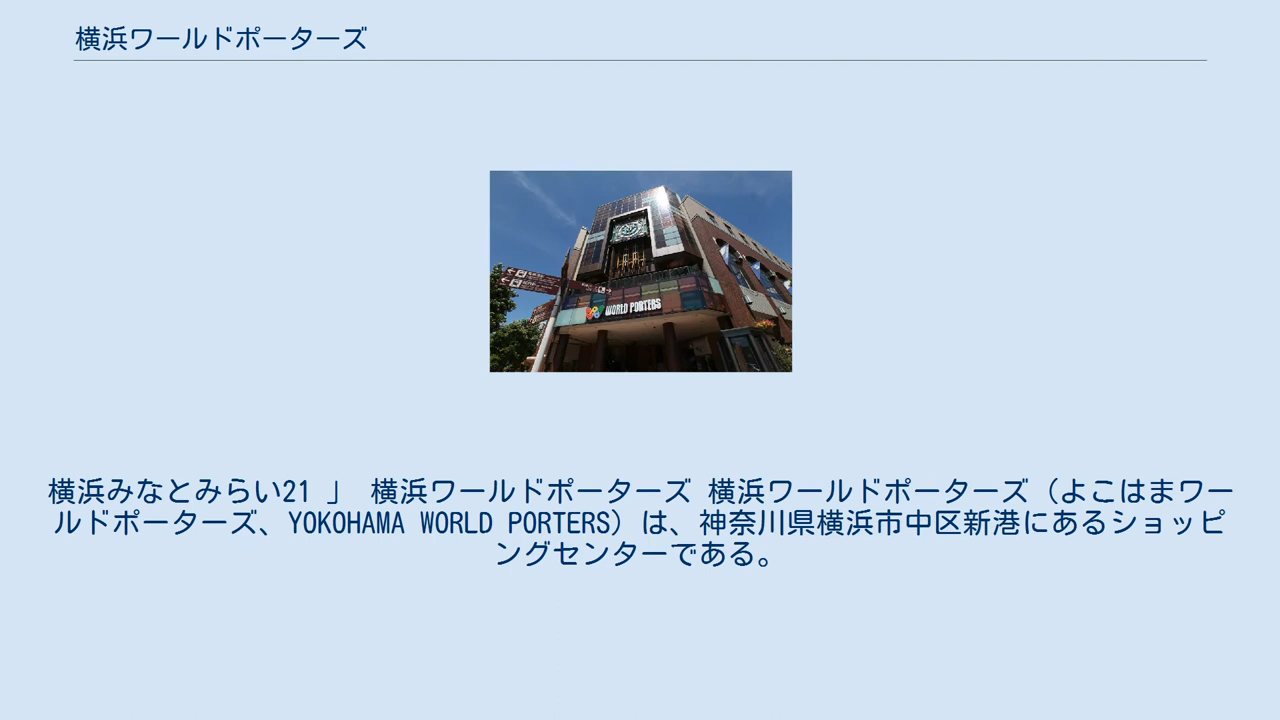 横浜ワールドポーターズ
WORLD PORTERS
横浜みなとみらい21 」 横浜ワールドポーターズ 横浜ワールドポーターズ（よこはまワー
ルドポーターズ、YOKOHAMA WORLD PORTERS）は、神奈川県横浜市中区新港にあるショッピ
ングセンターである。